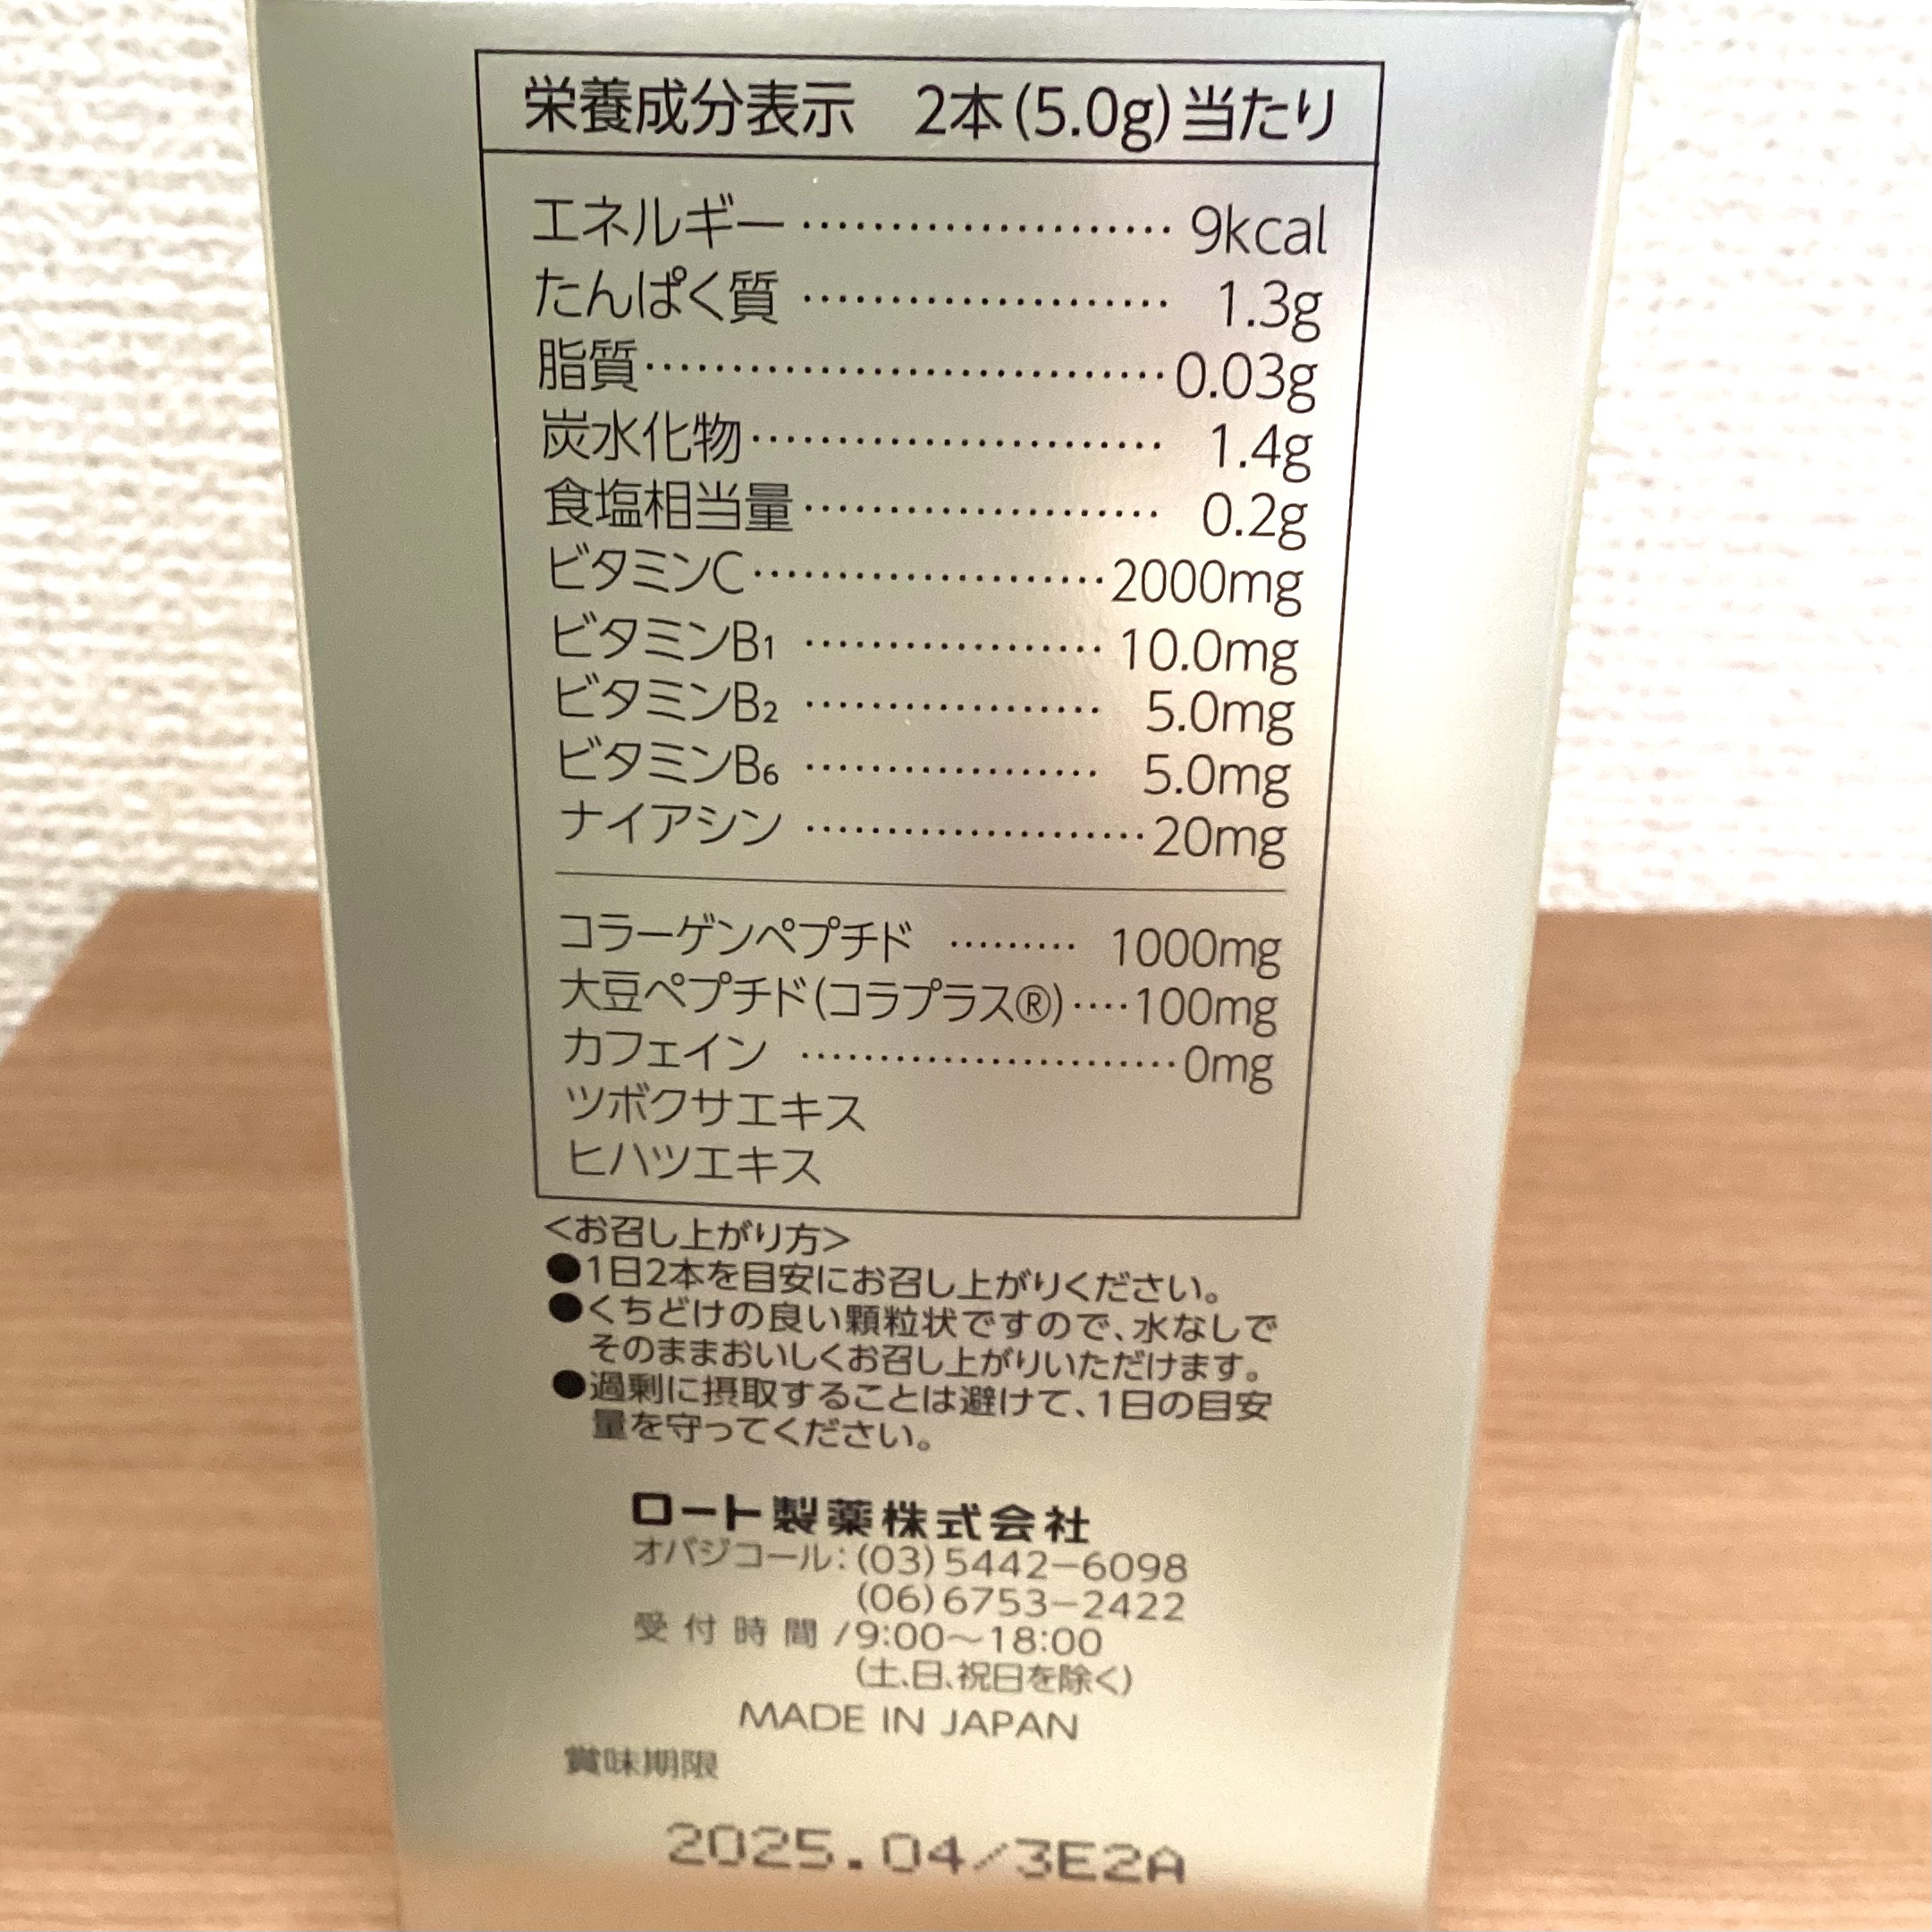 栄養成分表示 2本(5.0g)当たり
エネルギー…………………9kcal
たんぱく質…………………1.3g
脂質…………………………0.03g
炭水化物……………………1.4g
食塩相当量…………………0.2g
ビタミンC…………………2000mg
ビタミンB₁………………10.0mg
ビタミンB₂………………5.0mg
ビタミンB₆………………5.0mg
ナイアシン…………………20mg
コラーゲンペプチド………1000mg
大豆ペプチド(コラプラス®)‥‥100mg
カフェイン…………………0mg
ツボクサエキス
ヒハツエキス
<お召し上がり方>
●1日2本を目安にお召し上がりください。
●くちどけの良い顆粒状ですので、水なしで
そのままおいしくお召し上がりいただけます。
●過剰に摂取することは避けて、1日の目安
量を守ってください。
ロート製薬株式会社
オバジコール:(03)5442−6098
(06)6753−2422
受付時間/9:00〜18:00
(土、日、祝日を除く)
MADE IN JAPAN
賞味期限
2025.04/3E2A